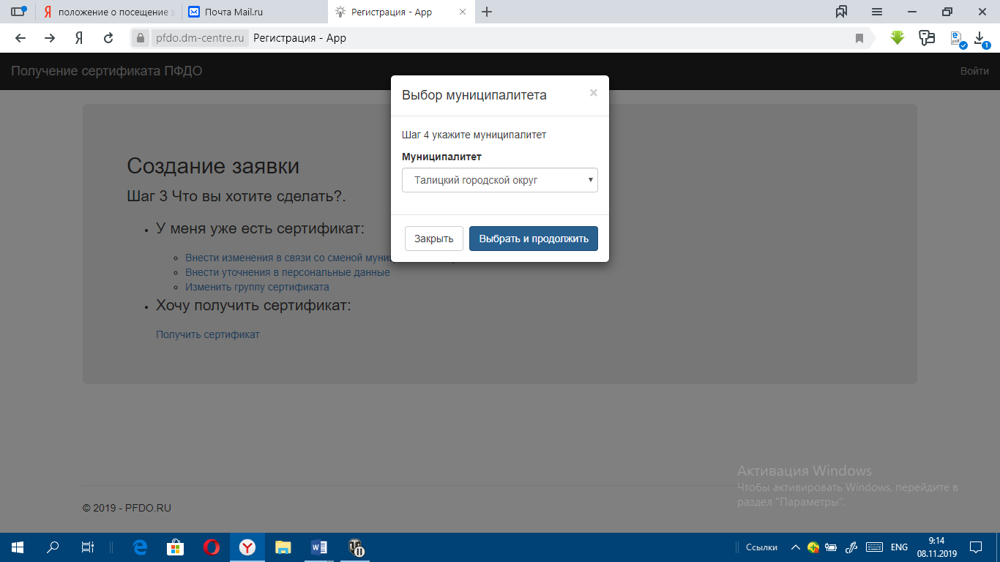 положение о посещение з
Почта Mail.ru
Регистрация - App
pfdo.dm-centre.ru Регистрация - App
1
Получение сертификата ПФДО
Войти
Выбор муниципалитета
×
Шаг 4 укажите муниципалитет
Муниципалитет
Талицкий городской округ
Закрыть
Выбрать и продолжить
Создание заявки
Шаг 3 Что вы хотите сделать?.
У меня уже есть сертификат:
Внести изменения в связи со сменой муни
Внести уточнения в персональные данные
Изменить группу сертификата
Хочу получить сертификат:
Получить сертификат
Активация Windows
Чтобы активировать Windows, перейдите в
раздел "Параметры".
© 2019 - PFDO.RU
Ссылки
ENG
9:14
08.11.2019